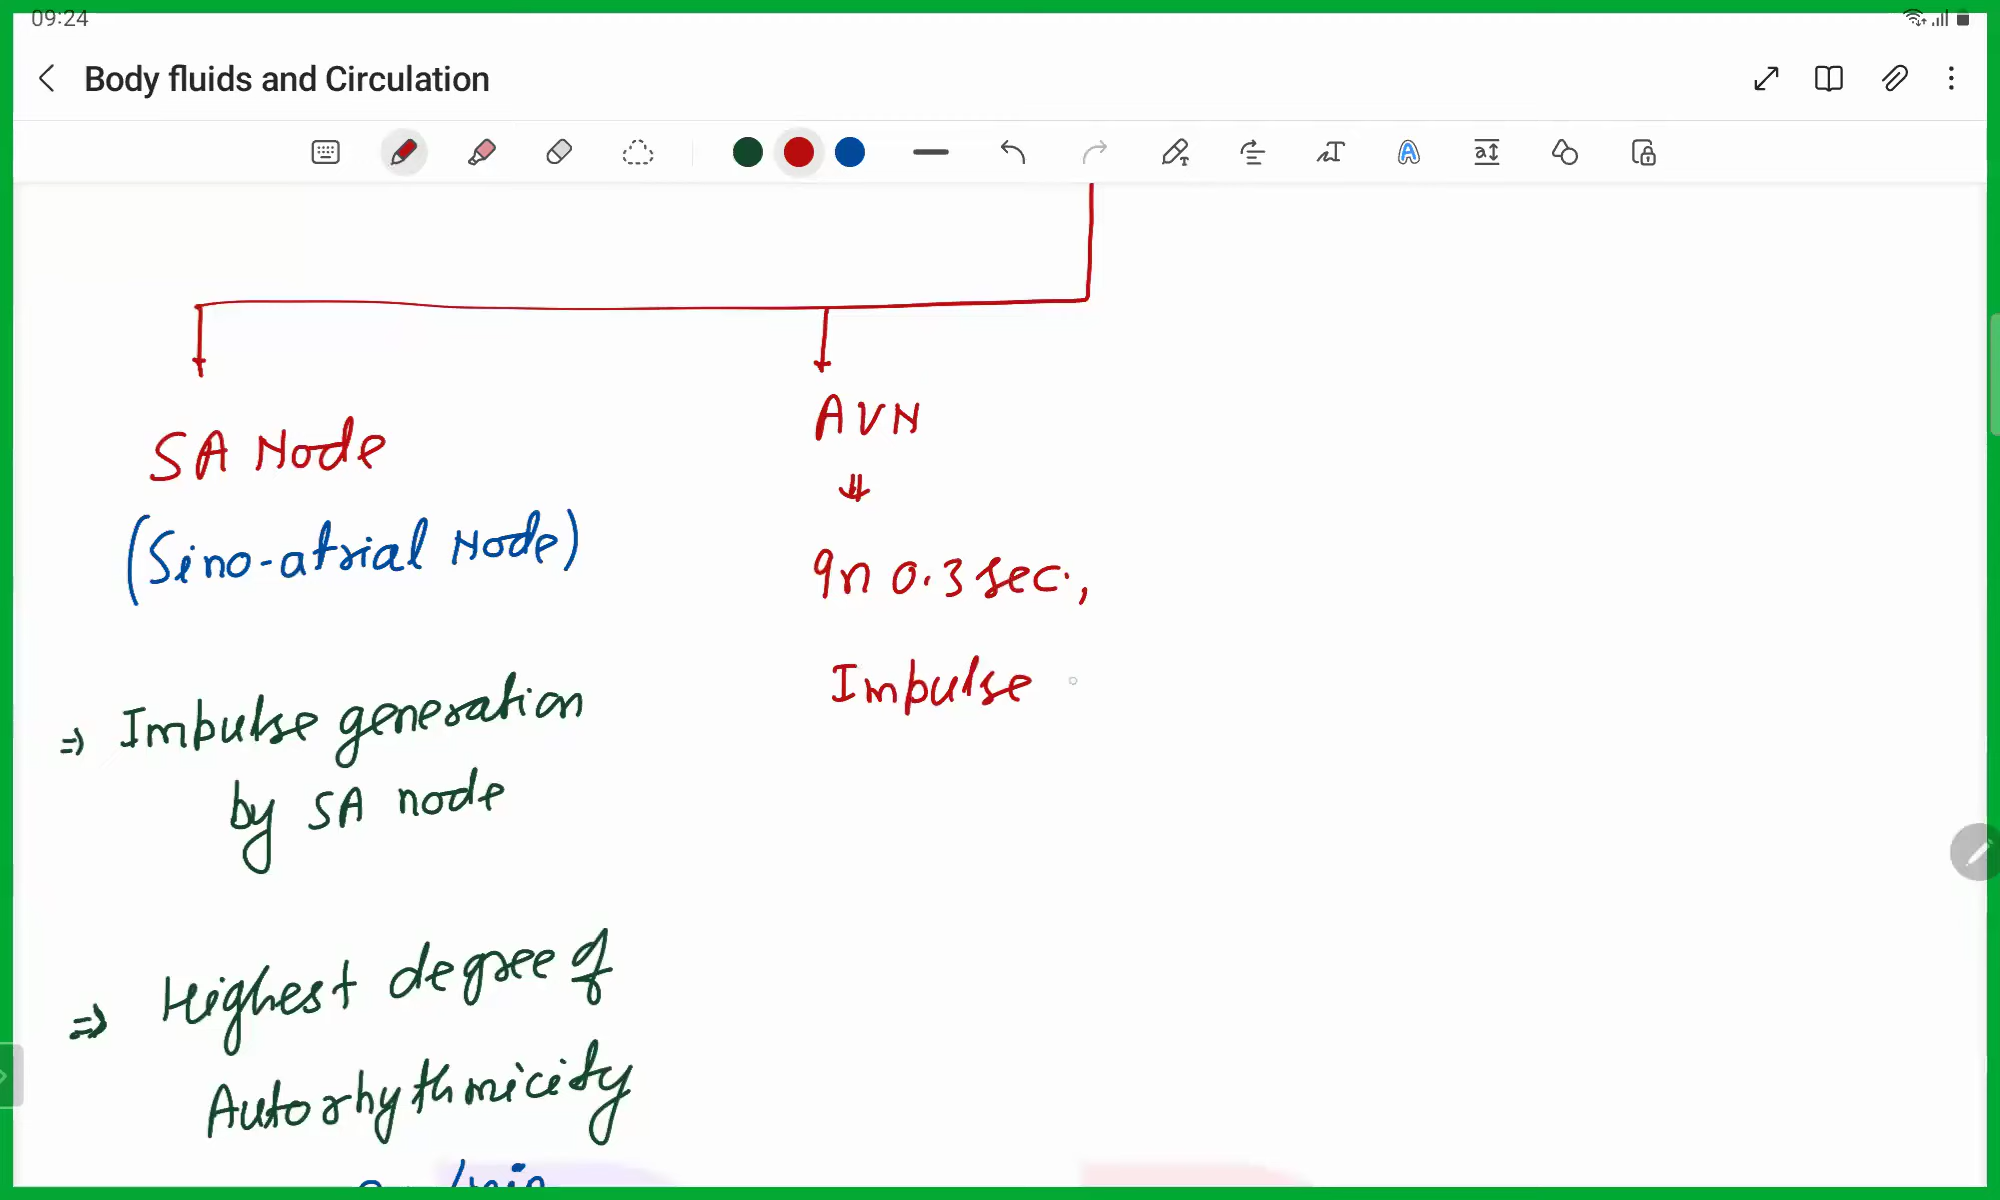 09:24
Body fluids and Circulation
SA Node
(Sino-atrial Node)
⇒ Impulse generation
by SA node
⇒ Highest degree of
Autorhythmicity
/min
AVN
⇓
In 0.3 sec.,
Impulse